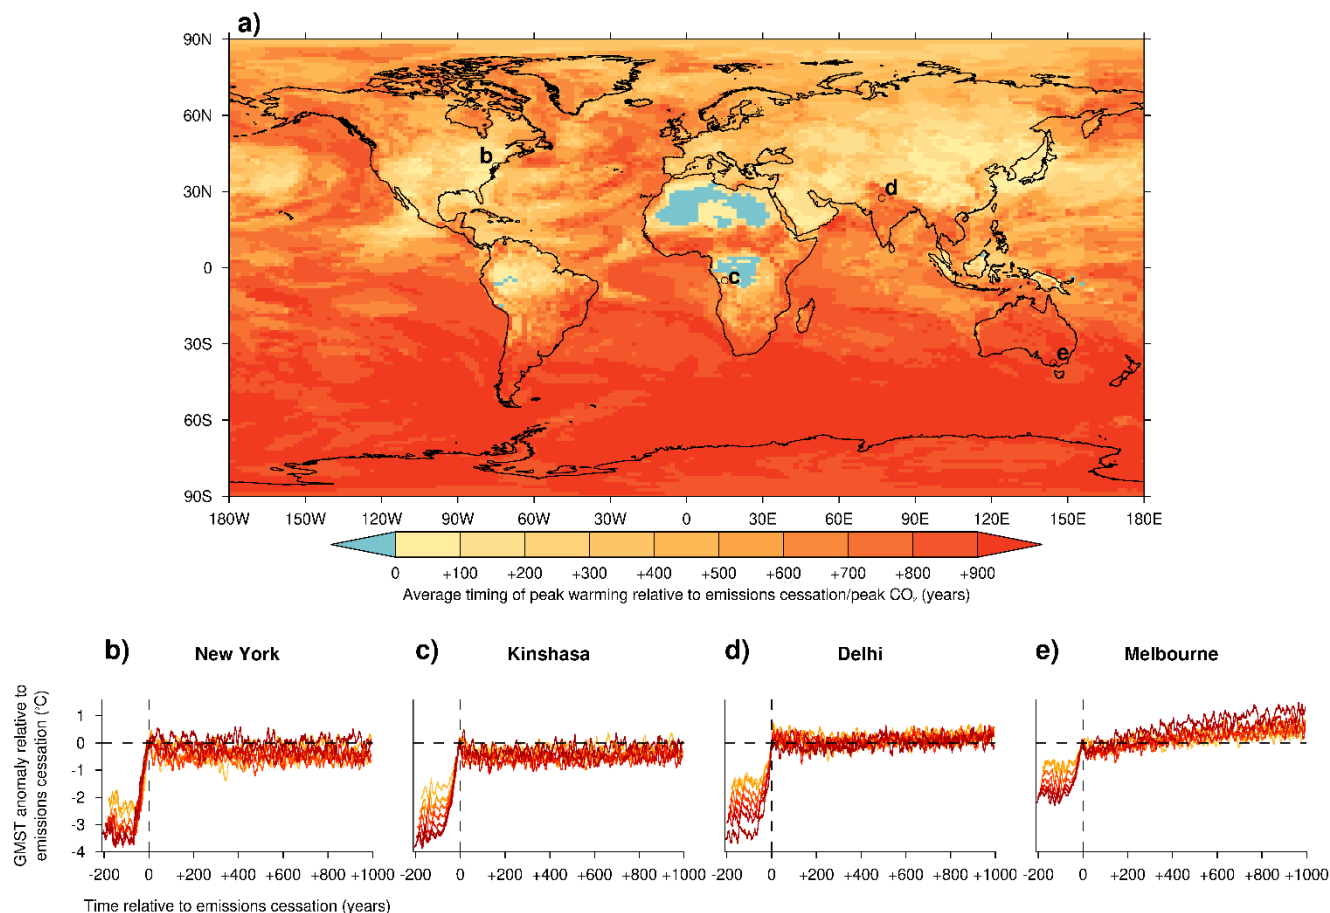 a)
90N
60N
30N
0
30S
60S
90S
b
c
d
e
180W 150W 120W 90W 60W 30W 0 30E 60E 90E 120E 150E 180E
0 +100 +200 +300 +400 +500 +600 +700 +800 +900
Average timing of peak warming relative to emissions cessation/peak CO₂ (years)
b) New York
c) Kinshasa
d) Delhi
e) Melbourne
GMST anomaly relative to
emissions cessation (°C)
1
0
-1
-2
-3
-4
-200 0 +200 +400 +600 +800 +1000
-200 0 +200 +400 +600 +800 +1000
-200 0 +200 +400 +600 +800 +1000
-200 0 +200 +400 +600 +800 +1000
Time relative to emissions cessation (years)